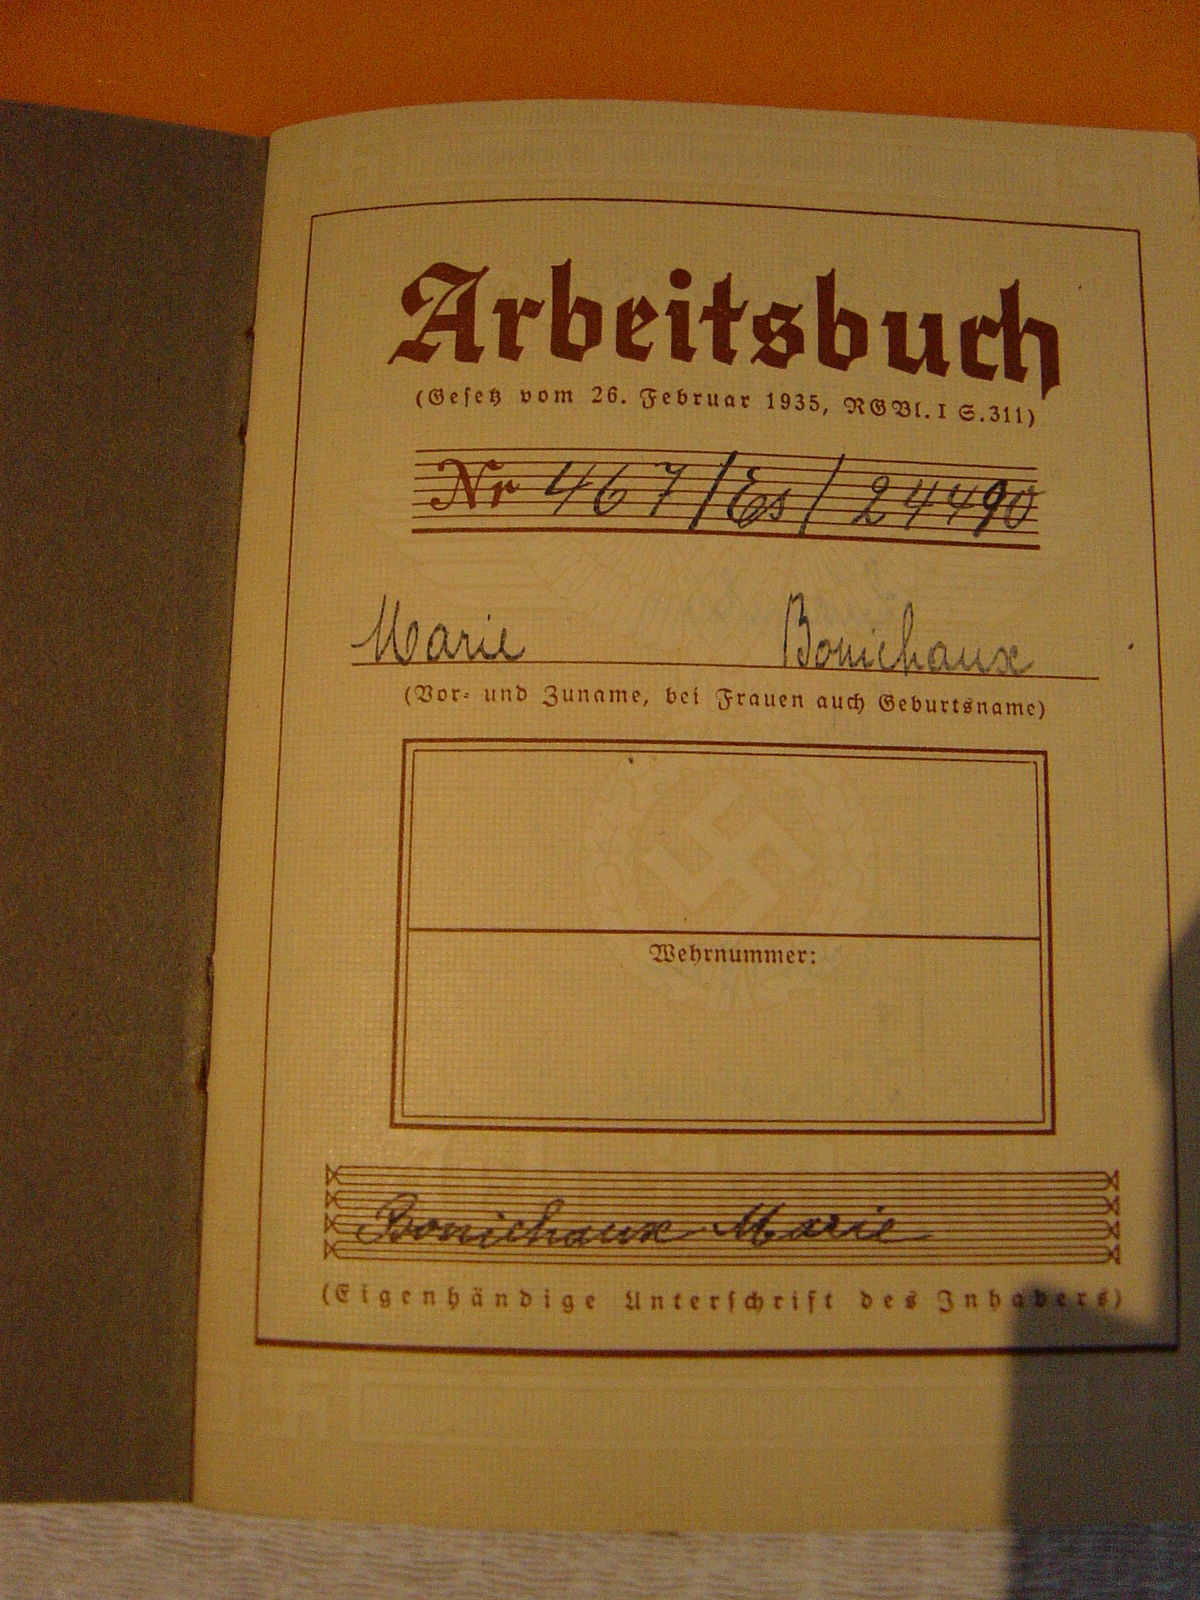 Arbeitsbuch
(Gesetz vom 26. Februar 1935, RGBl. I S. 311)
Nr 467/Es/24490
Marie Bonichaux
(Vor- und Zuname, bei Frauen auch Geburtsname)
Wehrnummer:
Bonichaux Marie
(Eigenhändige Unterschrift des Inhabers)